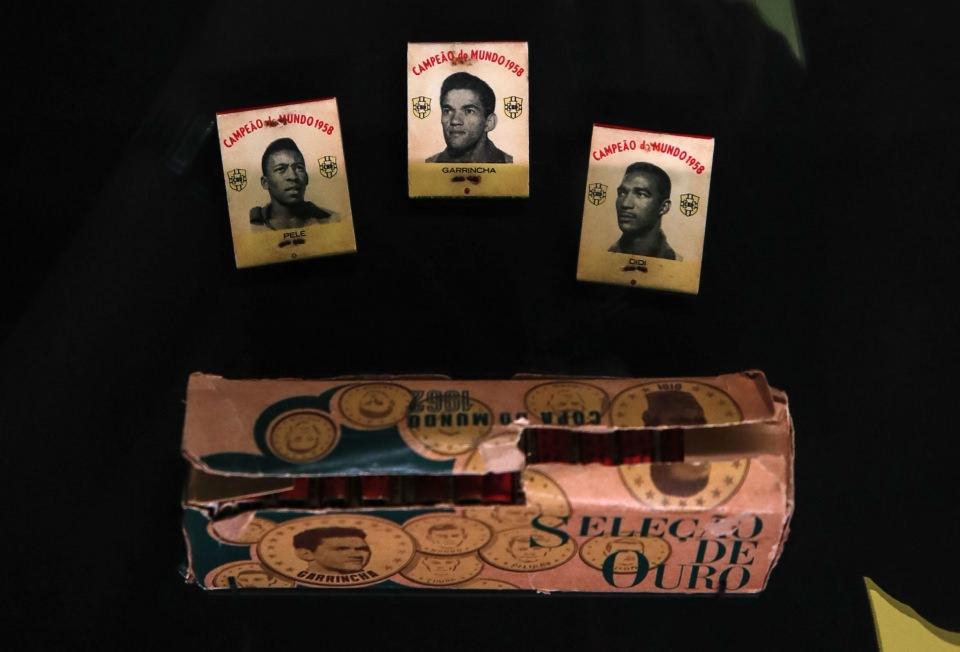 CAMPEÃO do MUNDO 1958
PELÉ
CAMPEÃO do MUNDO 1958
GARRINCHA
CAMPEÃO do MUNDO 1958
DIDI
COPA DO MUNDO
1962
GARRINCHA
SELEÇÃO
DE
OURO